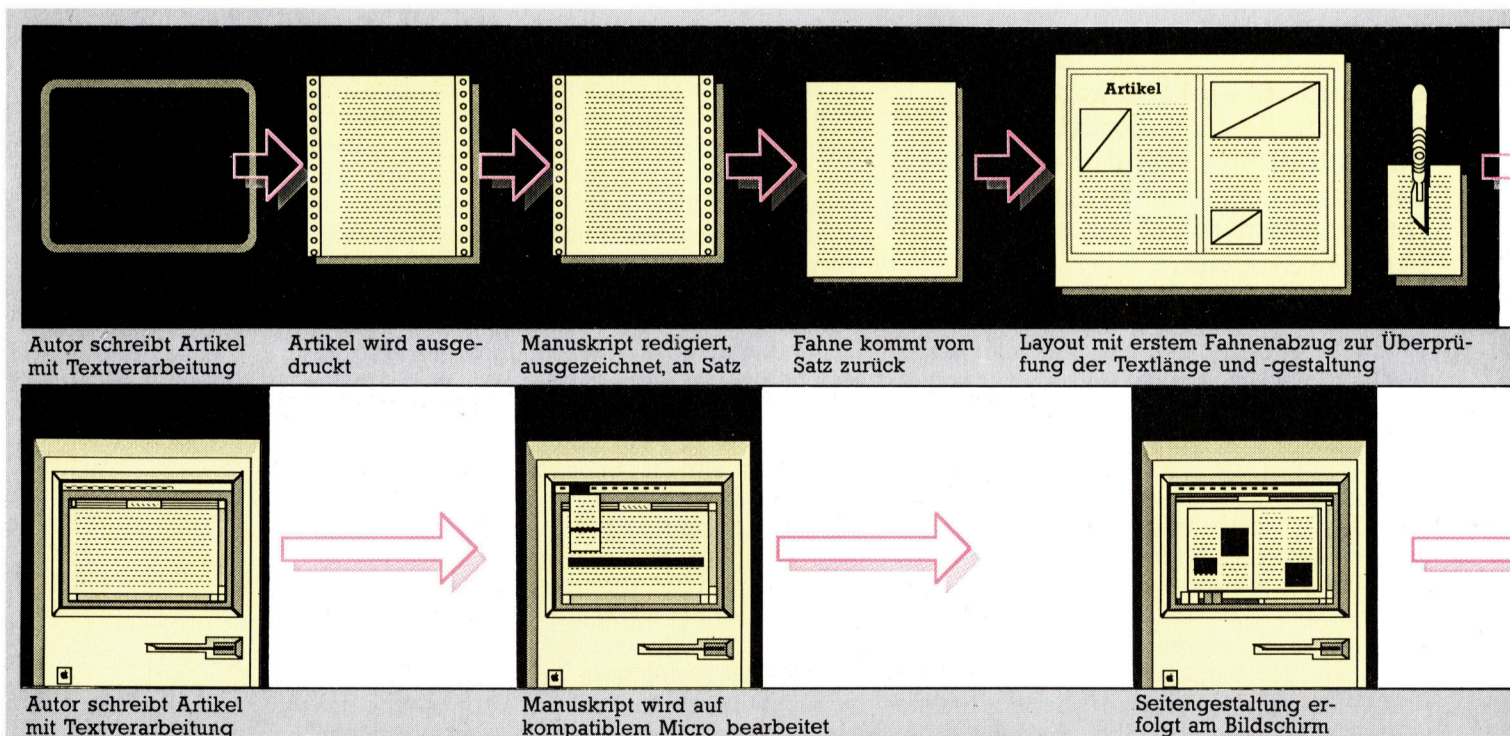 Artikel
Autor schreibt Artikel
mit Textverarbeitung
Artikel wird ausge-
druckt
Manuskript redigiert,
ausgezeichnet, an Satz
Fahne kommt vom
Satz zurück
Layout mit erstem Fahnenabzug zur Überprü-
fung der Textlänge und -gestaltung
Autor schreibt Artikel
mit Textverarbeitung
Manuskript wird auf
kompatiblem Micro bearbeitet
Seitengestaltung er-
folgt am Bildschirm